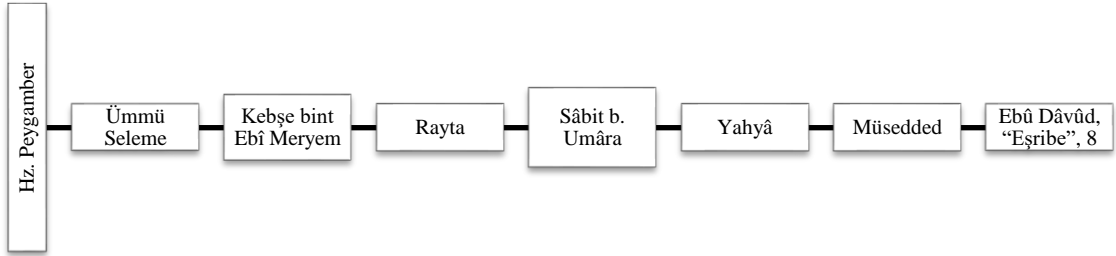 Hz. Peygamber
Ümmü
Seleme
Kebşe bint
Ebî Meryem
Rayta
Sâbit b.
Umâra
Yahyâ
Müsedded
Ebû Dâvûd,
“Eşribe”, 8